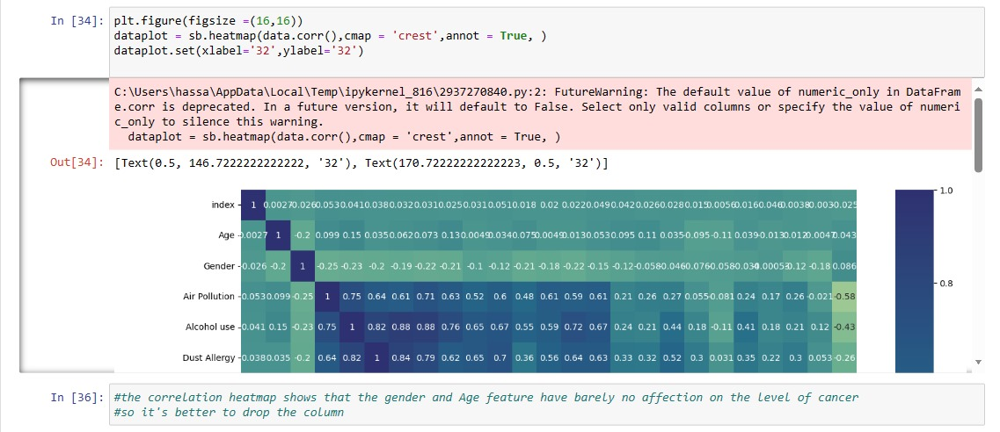 In [34]: plt.figure(figsize =(16,16))
dataplot = sb.heatmap(data.corr(),cmap = 'crest',annot = True, )
dataplot.set(xlabel='32',ylabel='32')
C:\Users\hassa\AppData\Local\Temp\ipykernel_816\2937270840.py:2: FutureWarning: The default value of numeric_only in DataFram
e.corr is deprecated. In a future version, it will default to False. Select only valid columns or specify the value of numeri
c_only to silence this warning.
dataplot = sb.heatmap(data.corr(),cmap = 'crest',annot = True, )
Out[34]: [Text(0.5, 146.7222222222222, '32'), Text(170.72222222222223, 0.5, '32')]
index 1 0.0027 -0.026 0.053 0.041 0.038 0.032 0.031 0.025 0.031 0.051 0.018 0.02 0.022 0.049 0.042 0.026 0.028 0.015 0.0056 0.016 0.046 -0.025 1.0
Age 0.0027 1 -0.2 0.099 0.15 0.035 0.062 0.073 0.13 0.0049 0.034 0.075 0.0049 -0.013 0.053 0.095 0.11 0.035 -0.095 -0.11 0.039 -0.013 0.012 0.0047 0.043
Gender -0.026 -0.2 1 -0.25 -0.23 -0.2 -0.19 -0.22 -0.21 -0.1 -0.12 -0.21 -0.18 -0.22 -0.15 -0.12 -0.058 0.046 -0.076 -0.058 -0.12 -0.18 0.086
Air Pollution -0.053 0.099 -0.25 1 0.75 0.64 0.61 0.71 0.63 0.52 0.6 0.48 0.61 0.59 0.61 0.21 0.26 0.27 0.055 -0.081 0.24 0.17 0.26 -0.021 -0.58 0.8
Alcohol use -0.041 0.15 -0.23 0.75 1 0.82 0.88 0.88 0.76 0.65 0.67 0.55 0.59 0.72 0.67 0.24 0.21 0.44 0.18 -0.11 0.41 0.18 0.21 0.12 -0.43
Dust Allergy -0.038 0.035 -0.2 0.64 0.82 1 0.84 0.79 0.62 0.65 0.7 0.36 0.56 0.64 0.63 0.33 0.32 0.52 0.3 0.031 0.35 0.22 0.3 0.053 -0.26
In [36]: #the correlation heatmap shows that the gender and Age feature have barely no affection on the level of cancer
#so it's better to drop the column